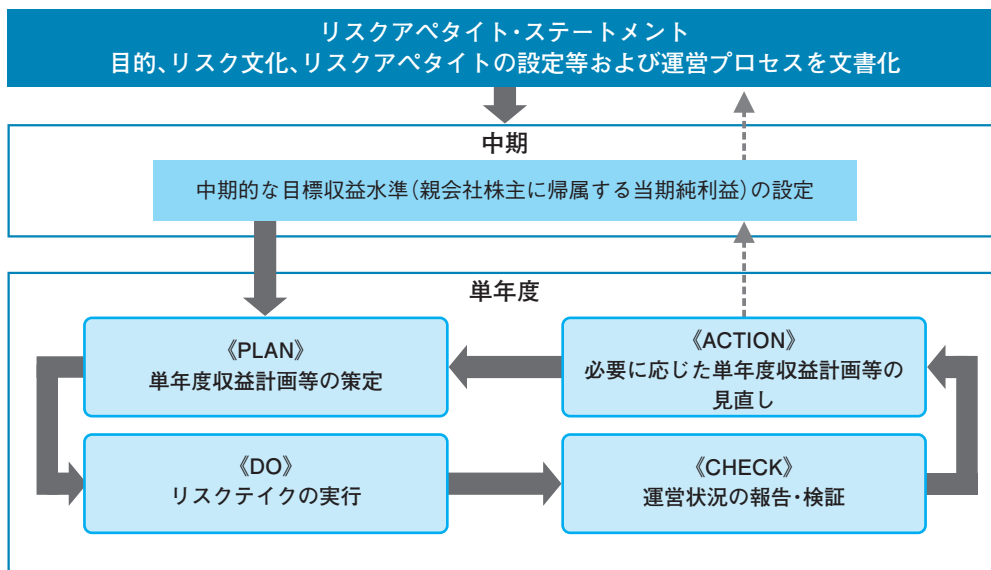 リスクアペタイト・ステートメント
目的、リスク文化、リスクアペタイトの設定等および運営プロセスを文書化
中期
中期的な目標収益水準（親会社株主に帰属する当期純利益）の設定
単年度
《PLAN》
単年度収益計画等の策定
《ACTION》
必要に応じた単年度収益計画等の
見直し
《DO》
リスクテイクの実行
《CHECK》
運営状況の報告・検証